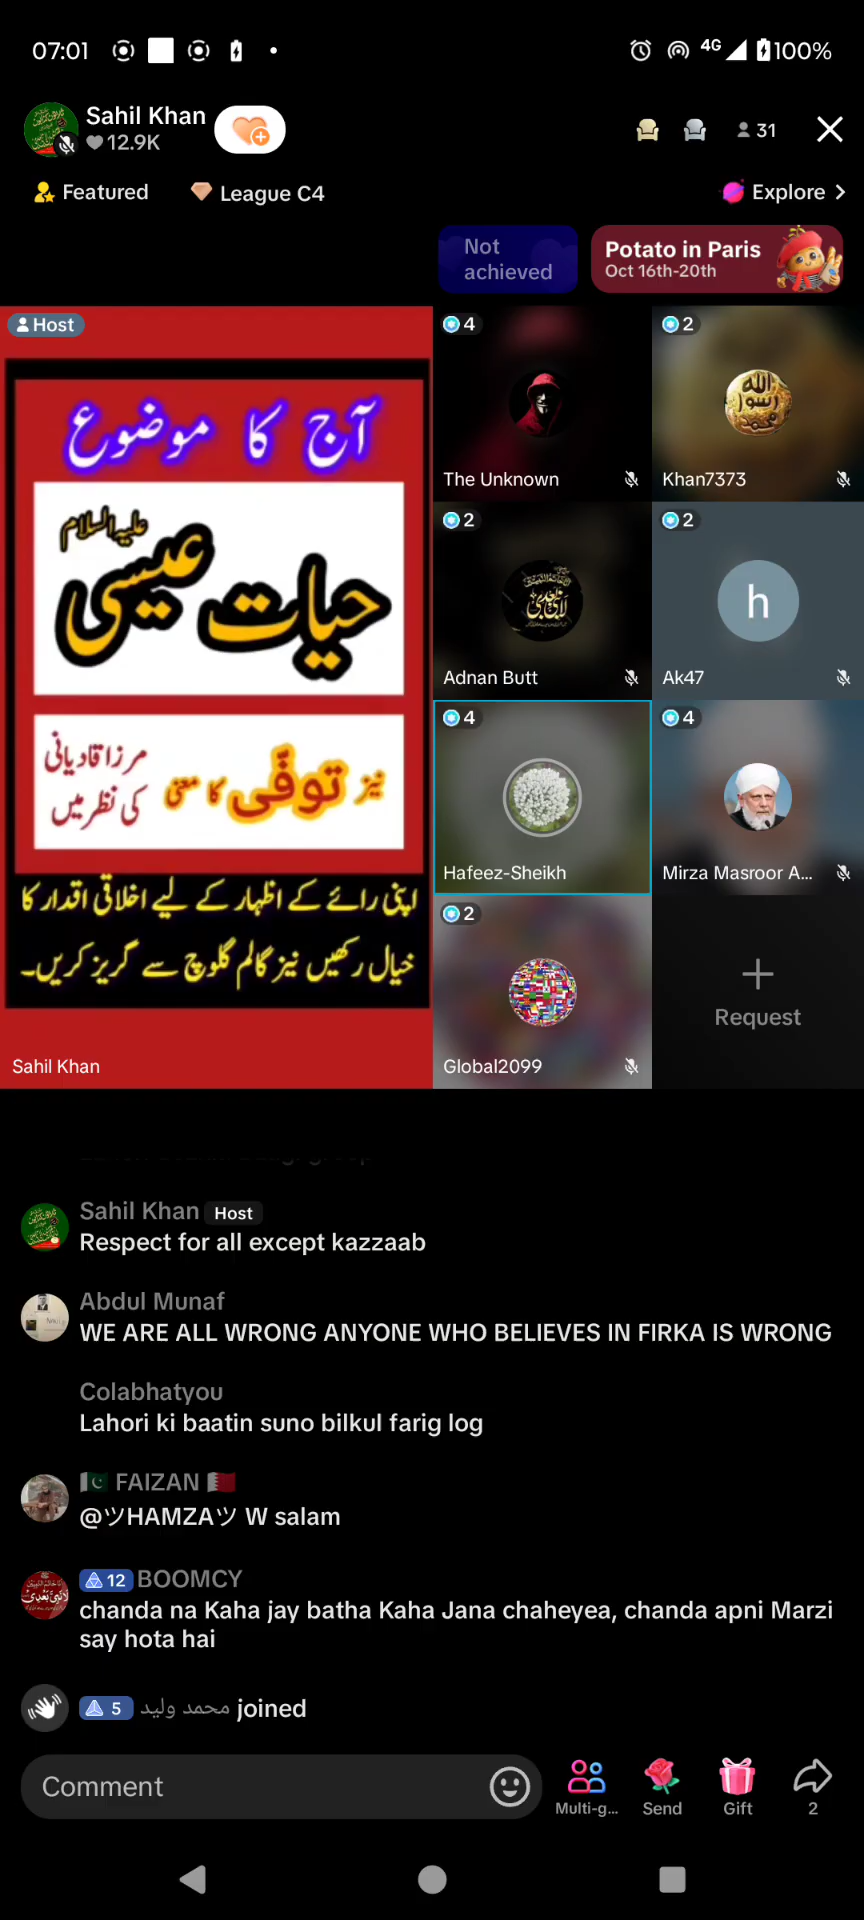 07:01
4G
100%
Sahil Khan
12.9K
31
Featured
League C4
Explore
Not
achieved
Potato in Paris
Oct 16th-20th
Host
آج کا موضوع
حیات عیسی علیہ السلام
نیز توفّی کا معنی
مرزا قادیانی
کی نظر میں
اپنی رائے کے اظہار کے لیے اخلاقی اقدار کا
خیال رکھیں نیز گالم گلوچ سے گریز کریں۔
Sahil Khan
4
The Unknown
2
الله
رسول
محمد
Khan7373
2
Adnan Butt
2
h
Ak47
4
Hafeez-Sheikh
4
Mirza Masroor A...
2
Global2099
Request
Sahil Khan Host
Respect for all except kazzaab
Abdul Munaf
WE ARE ALL WRONG ANYONE WHO BELIEVES IN FIRKA IS WRONG
Colabhatyou
Lahori ki baatin suno bilkul farig log
FAIZAN
@ツHAMZAツ W salam
12 BOOMCY
chanda na Kaha jay batha Kaha Jana chaheyea, chanda apni Marzi
say hota hai
5 محمد وليد joined
Comment
Multi-g...
Send
Gift
2